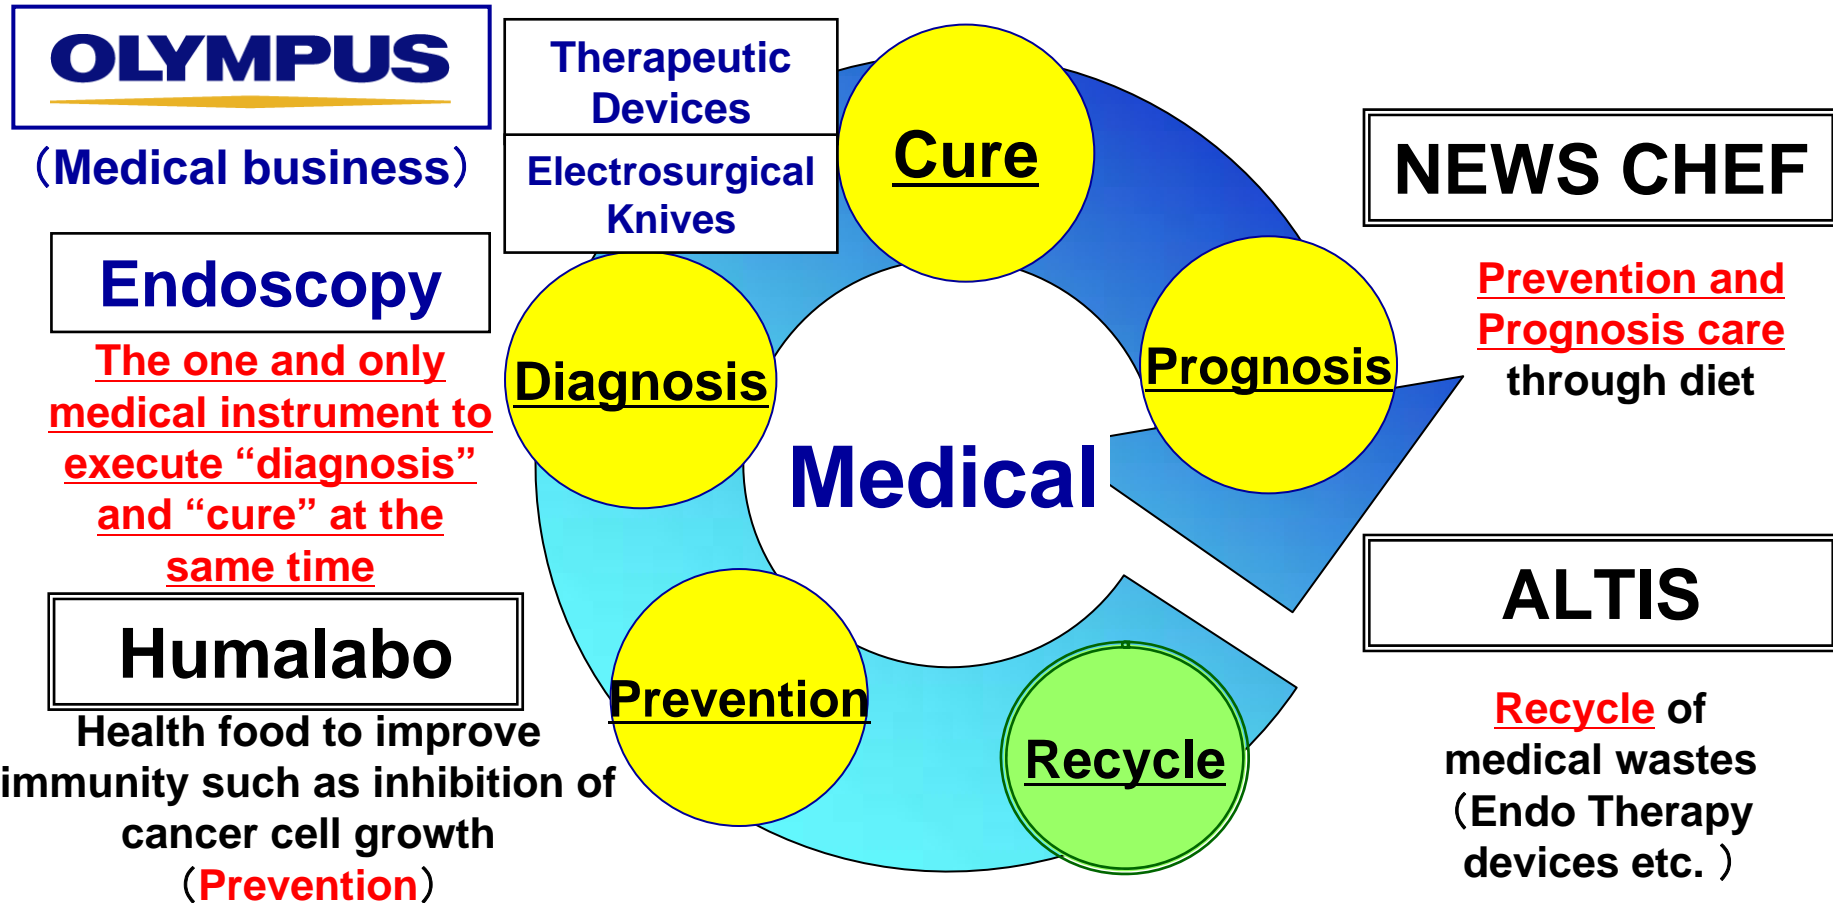 OLYMPUS
（Medical business）
Endoscopy
The one and only
medical instrument to
execute “diagnosis”
and “cure” at the
same time
Humalabo
Health food to improve
immunity such as inhibition of
cancer cell growth
（Prevention）
Therapeutic
Devices
Electrosurgical
Knives
Cure
Diagnosis
Prognosis
Medical
Prevention
Recycle
NEWS CHEF
Prevention and
Prognosis care
through diet
ALTIS
Recycle of
medical wastes
（Endo Therapy
devices etc. ）